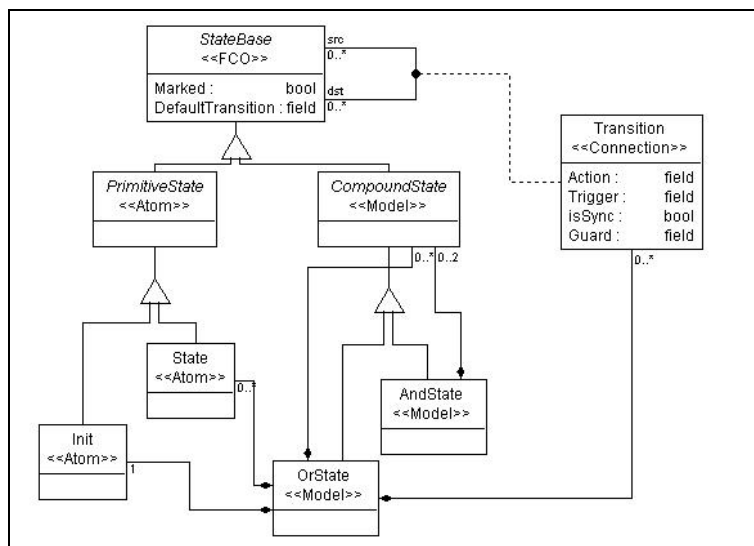 StateBase
<<FCO>>
Marked : bool
DefaultTransition : field
src
0..*
dst
0..*
Transition
<<Connection>>
Action : field
Trigger : field
isSync : bool
Guard : field
0..*
PrimitiveState
<<Atom>>
CompoundState
<<Model>>
0..*
0..2
State
<<Atom>>
0..*
AndState
<<Model>>
Init
<<Atom>>
1
OrState
<<Model>>